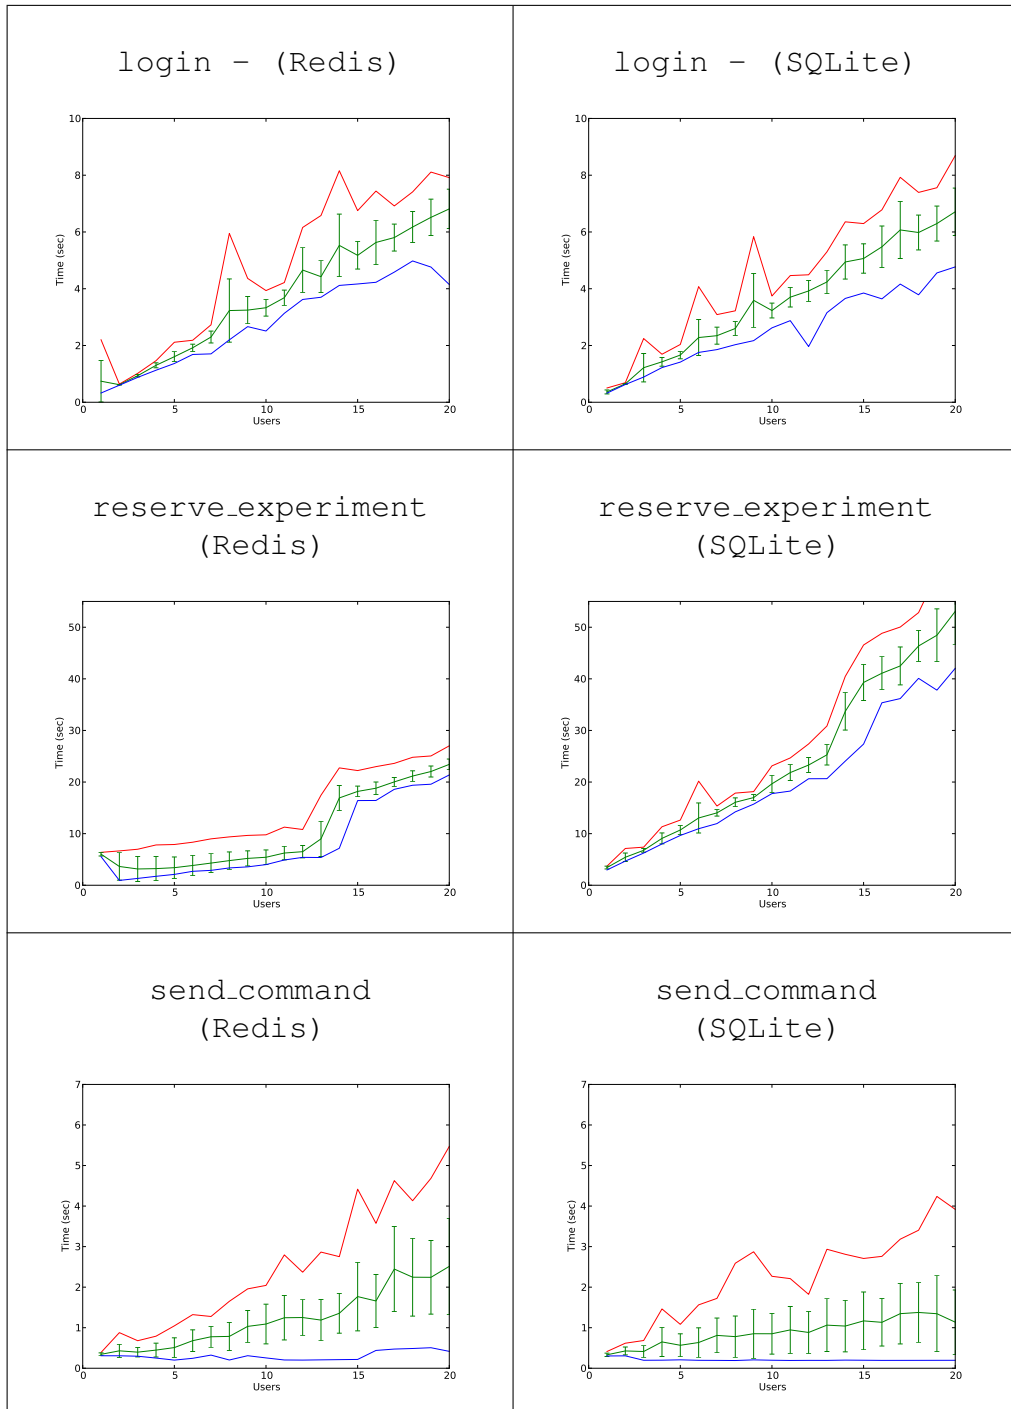 login - (Redis)
10
8
6
4
2
0
Time (sec)
0 5 10 15 20
Users
login - (SQLite)
10
8
6
4
2
0
Time (sec)
0 5 10 15 20
Users
reserve_experiment
(Redis)
50
40
30
20
10
0
Time (sec)
0 5 10 15 20
Users
reserve_experiment
(SQLite)
50
40
30
20
10
0
Time (sec)
0 5 10 15 20
Users
send_command
(Redis)
7
6
5
4
3
2
1
0
Time (sec)
0 5 10 15 20
Users
send_command
(SQLite)
7
6
5
4
3
2
1
0
Time (sec)
0 5 10 15 20
Users